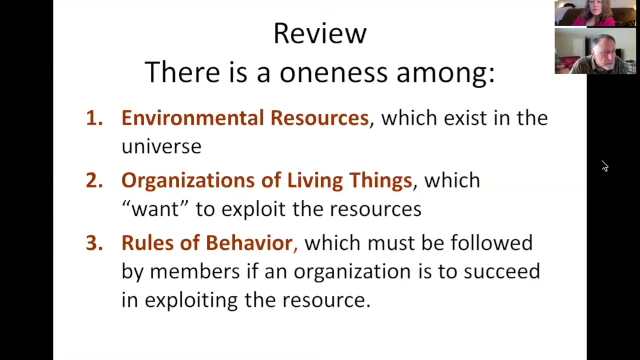 Review
There is a oneness among:
1. Environmental Resources, which exist in the
universe
2. Organizations of Living Things, which
“want” to exploit the resources
3. Rules of Behavior, which must be followed
by members if an organization is to succeed
in exploiting the resource.